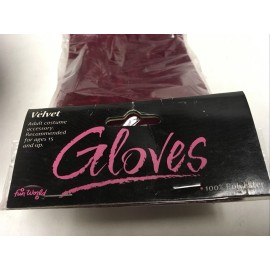 Velvet
Adult costume
accessory.
Recommended
for ages 15
and up.
Gloves
fun World
100% Polyester